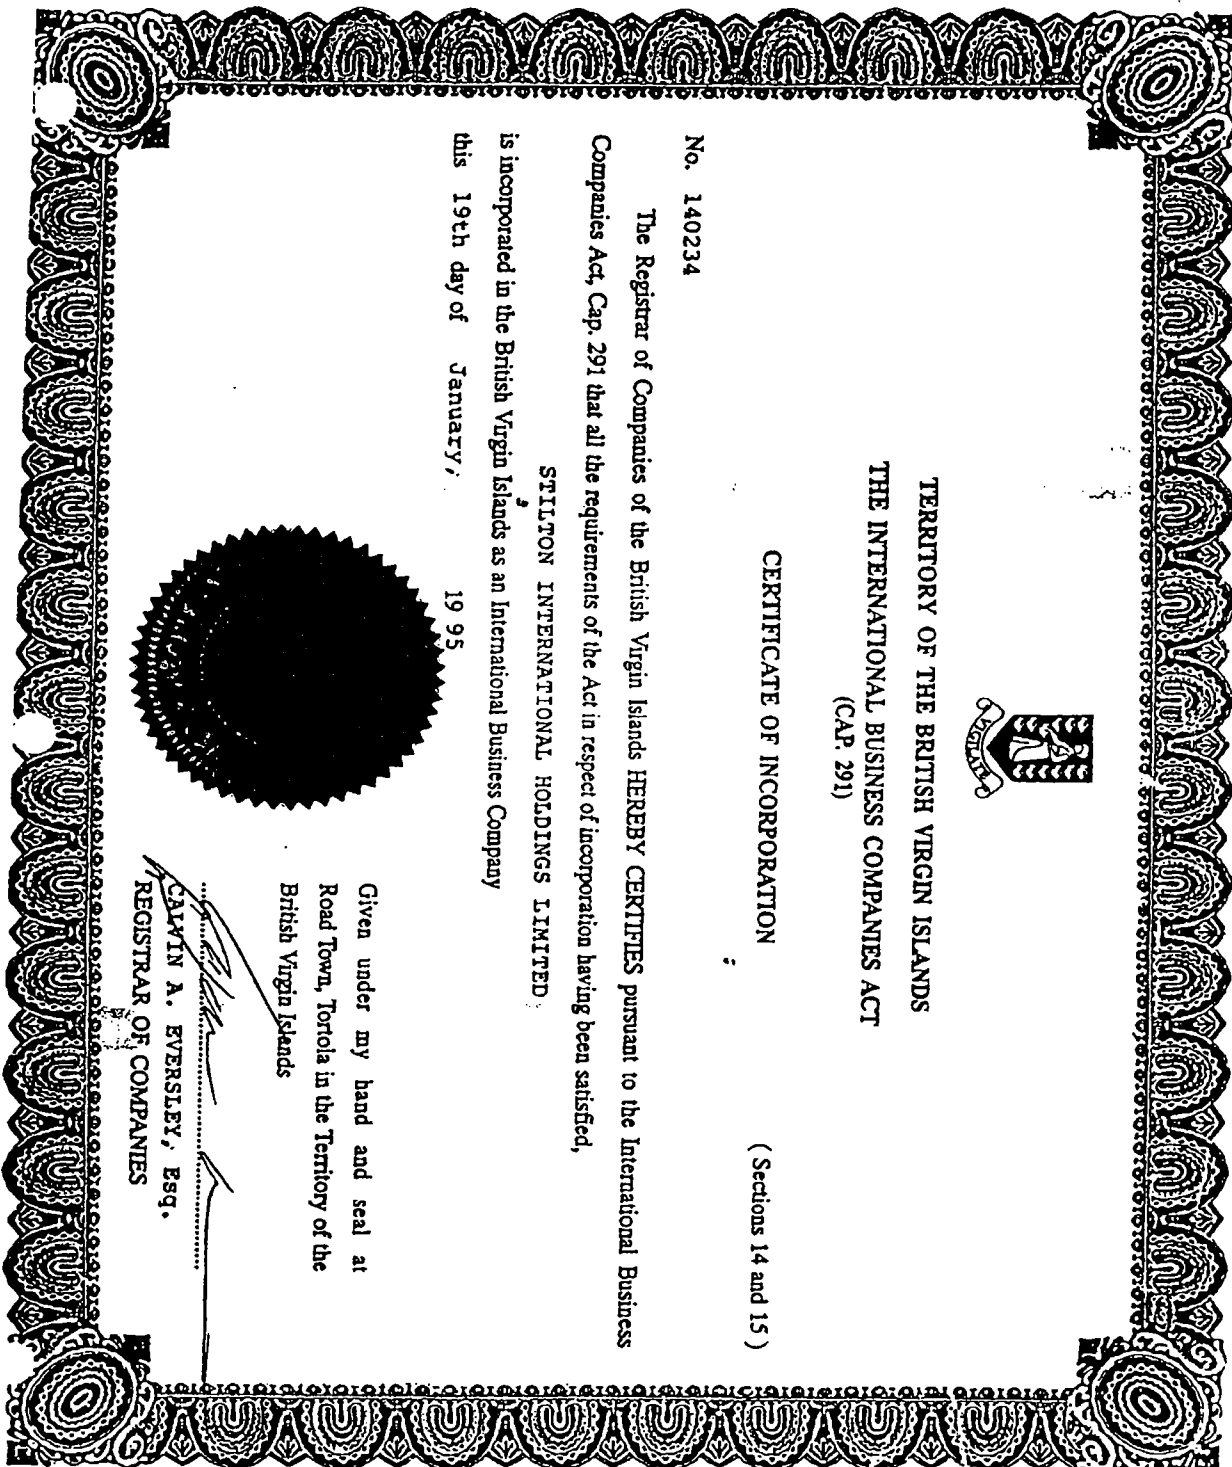 VIGILATE
TERRITORY OF THE BRITISH VIRGIN ISLANDS
THE INTERNATIONAL BUSINESS COMPANIES ACT
(CAP. 291)
CERTIFICATE OF INCORPORATION
( Sections 14 and 15 )
No. 140234
The Registrar of Companies of the British Virgin Islands HEREBY CERTIFIES pursuant to the International Business
Companies Act, Cap. 291 that all the requirements of the Act in respect of incorporation having been satisfied,
STILTON INTERNATIONAL HOLDINGS LIMITED
is incorporated in the British Virgin Islands as an International Business Company
this 19th day of January, 19 95
Given under my hand and seal at
Road Town, Tortola in the Territory of the
British Virgin Islands
CALVIN A. EVERSLEY, Esq.
REGISTRAR OF COMPANIES